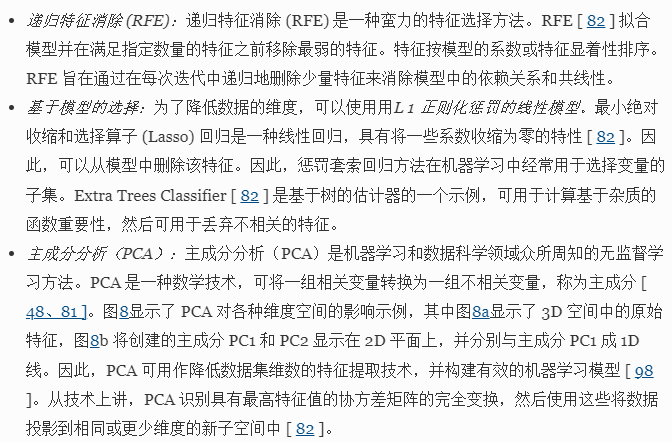 • 递归特征消除 (RFE)：递归特征消除 (RFE) 是一种蛮力的特征选择方法。RFE [ 82 ] 拟合
模型并在满足指定数量的特征之前移除最弱的特征。特征按模型的系数或特征显着性排序。
RFE 旨在通过在每次迭代中递归地删除少量特征来消除模型中的依赖关系和共线性。
• 基于模型的选择：为了降低数据的维度，可以使用用L 1 正则化惩罚的线性模型。最小绝对
收缩和选择算子 (Lasso) 回归是一种线性回归，具有将一些系数收缩为零的特性 [ 82 ]。因
此，可以从模型中删除该特征。因此，惩罚套索回归方法在机器学习中经常用于选择变量的
子集。Extra Trees Classifier [ 82 ] 是基于树的估计器的一个示例，可用于计算基于杂质的
函数重要性，然后可用于丢弃不相关的特征。
• 主成分分析（PCA）：主成分分析（PCA）是机器学习和数据科学领域众所周知的无监督学
习方法。PCA 是一种数学技术，可将一组相关变量转换为一组不相关变量，称为主成分 [
48、81 ]。图8显示了 PCA 对各种维度空间的影响示例，其中图8a显示了 3D 空间中的原始
特征，图8b 将创建的主成分 PC1 和 PC2 显示在 2D 平面上，并分别与主成分 PC1 成 1D
线。因此，PCA 可用作降低数据集维数的特征提取技术，并构建有效的机器学习模型 [ 98
]。从技术上讲，PCA 识别具有最高特征值的协方差矩阵的完全变换，然后使用这些将数据
投影到相同或更少维度的新子空间中 [ 82 ]。